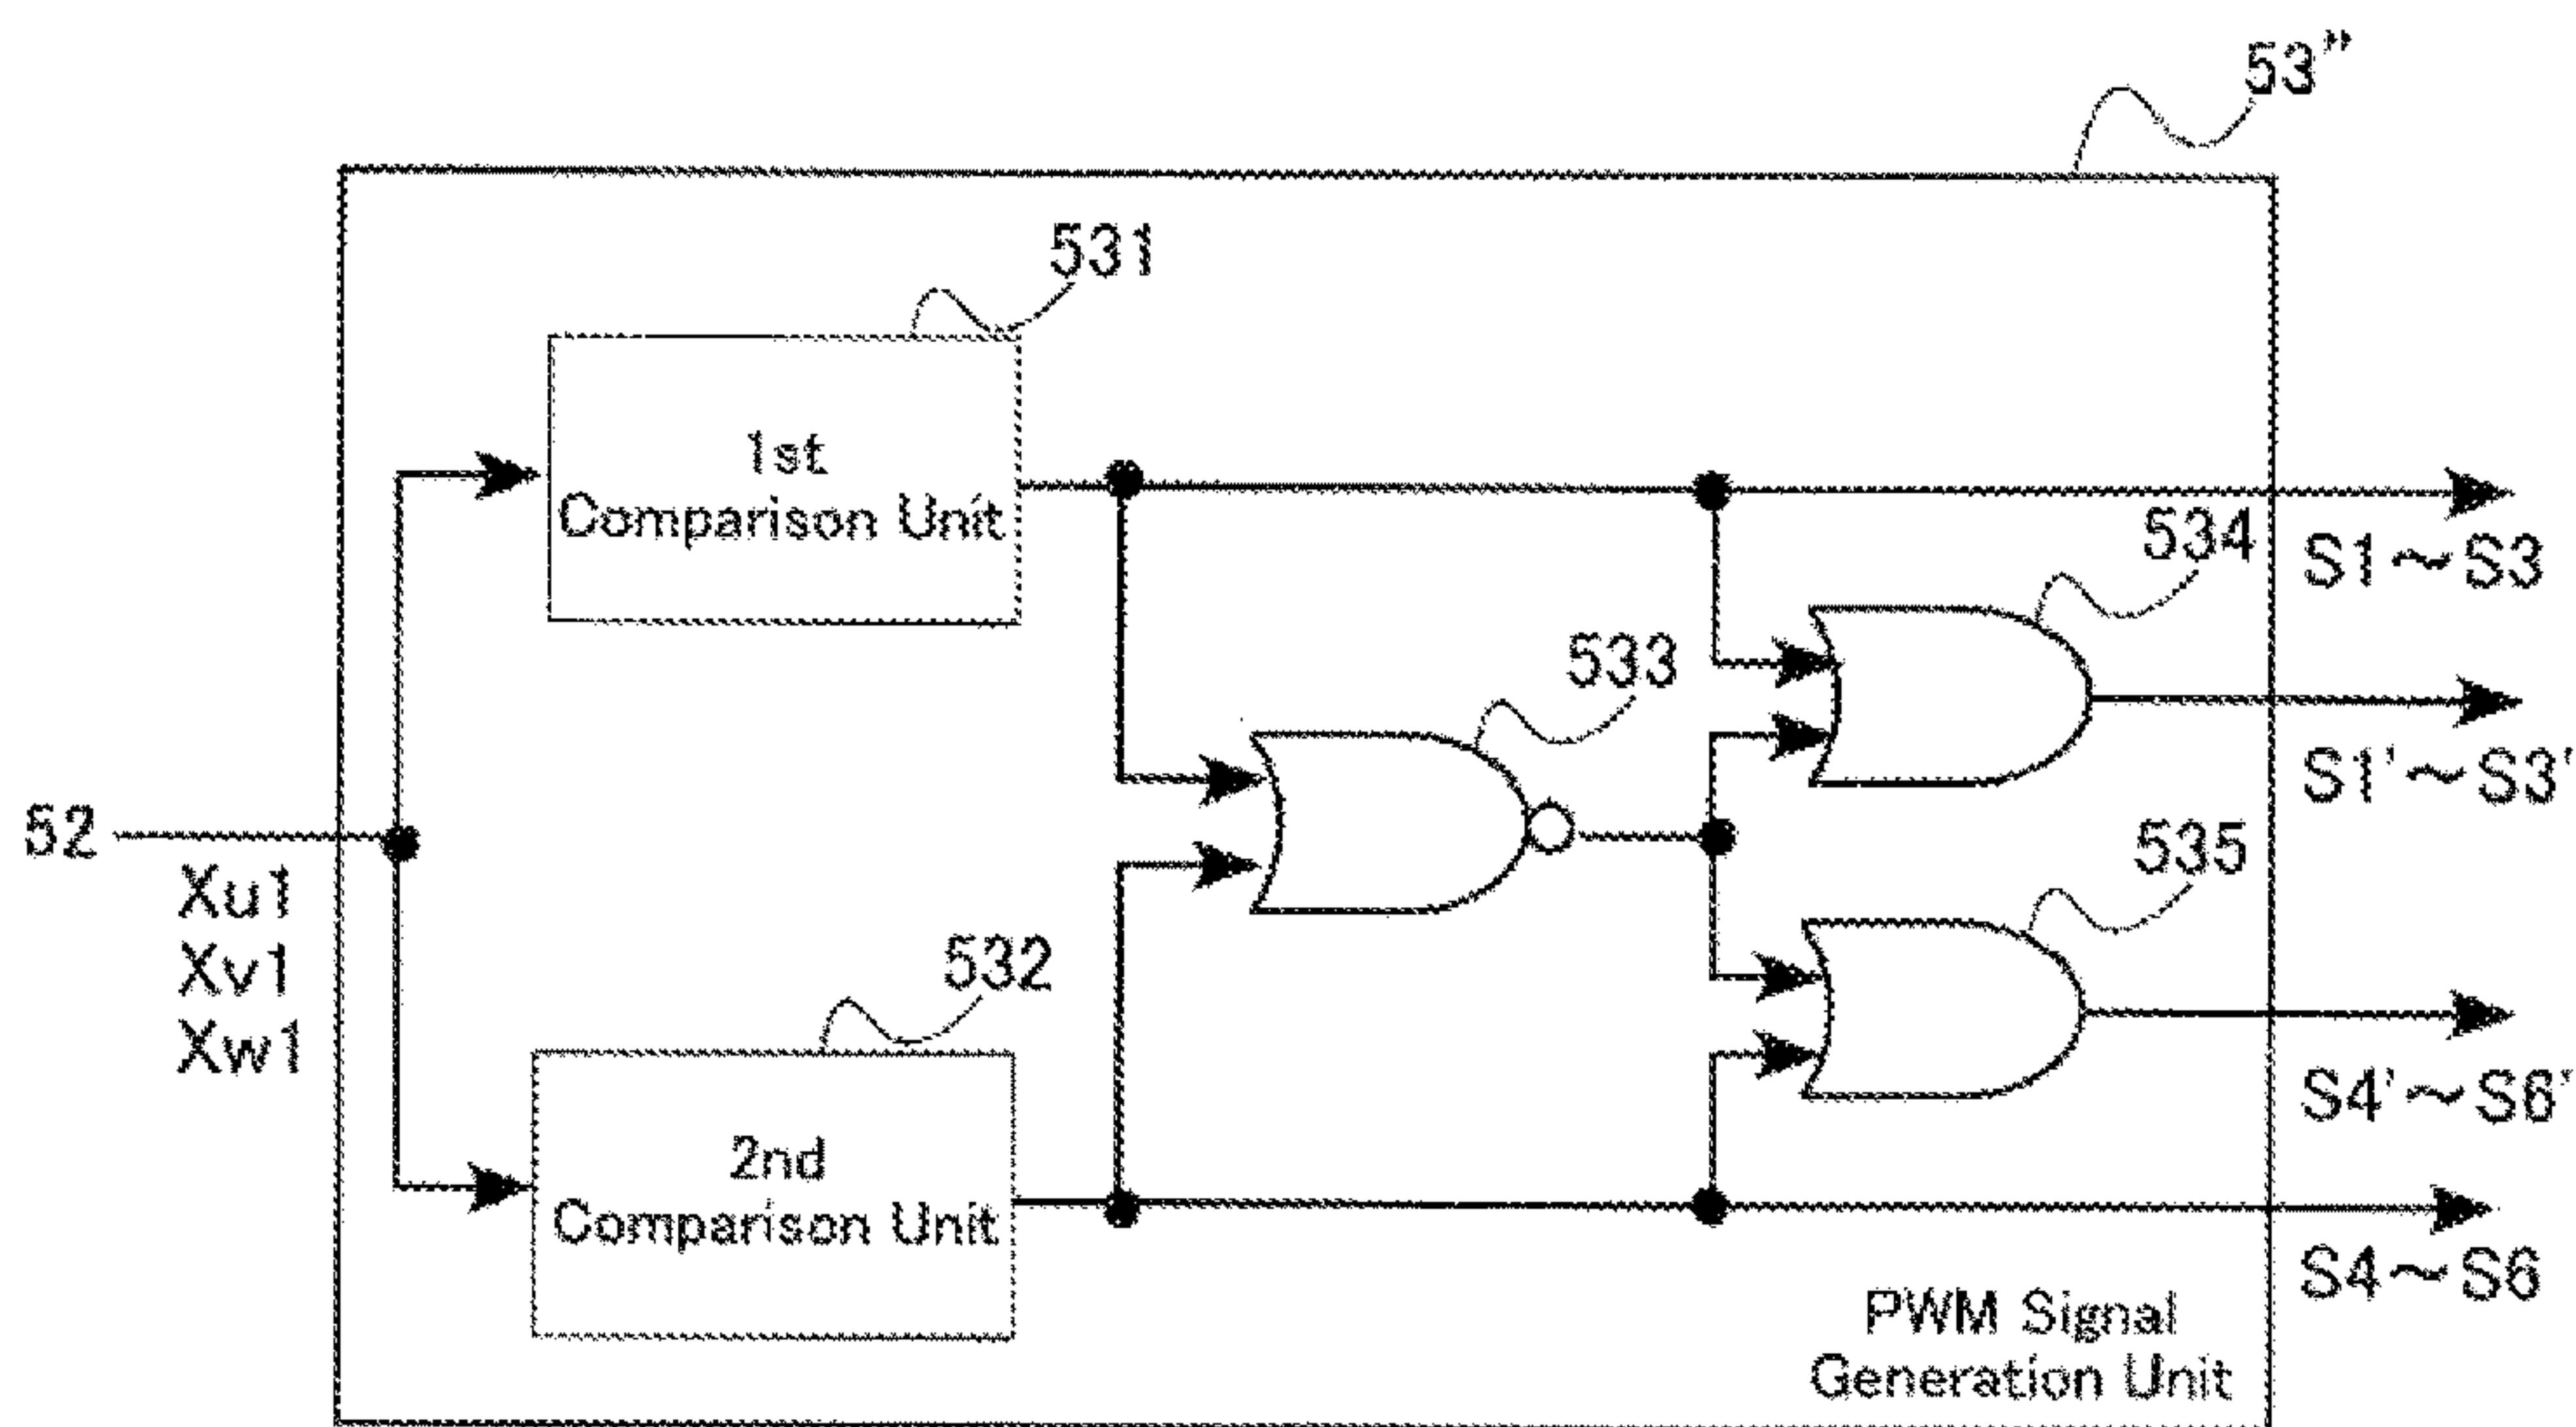 53”
531
1st
Comparison Unit
534
S1～S3
533
S1'～S3'
52
Xu1
Xv1
Xw1
535
532
S4'～S6'
2nd
Comparison Unit
S4～S6
PWM Signal
Generation Unit